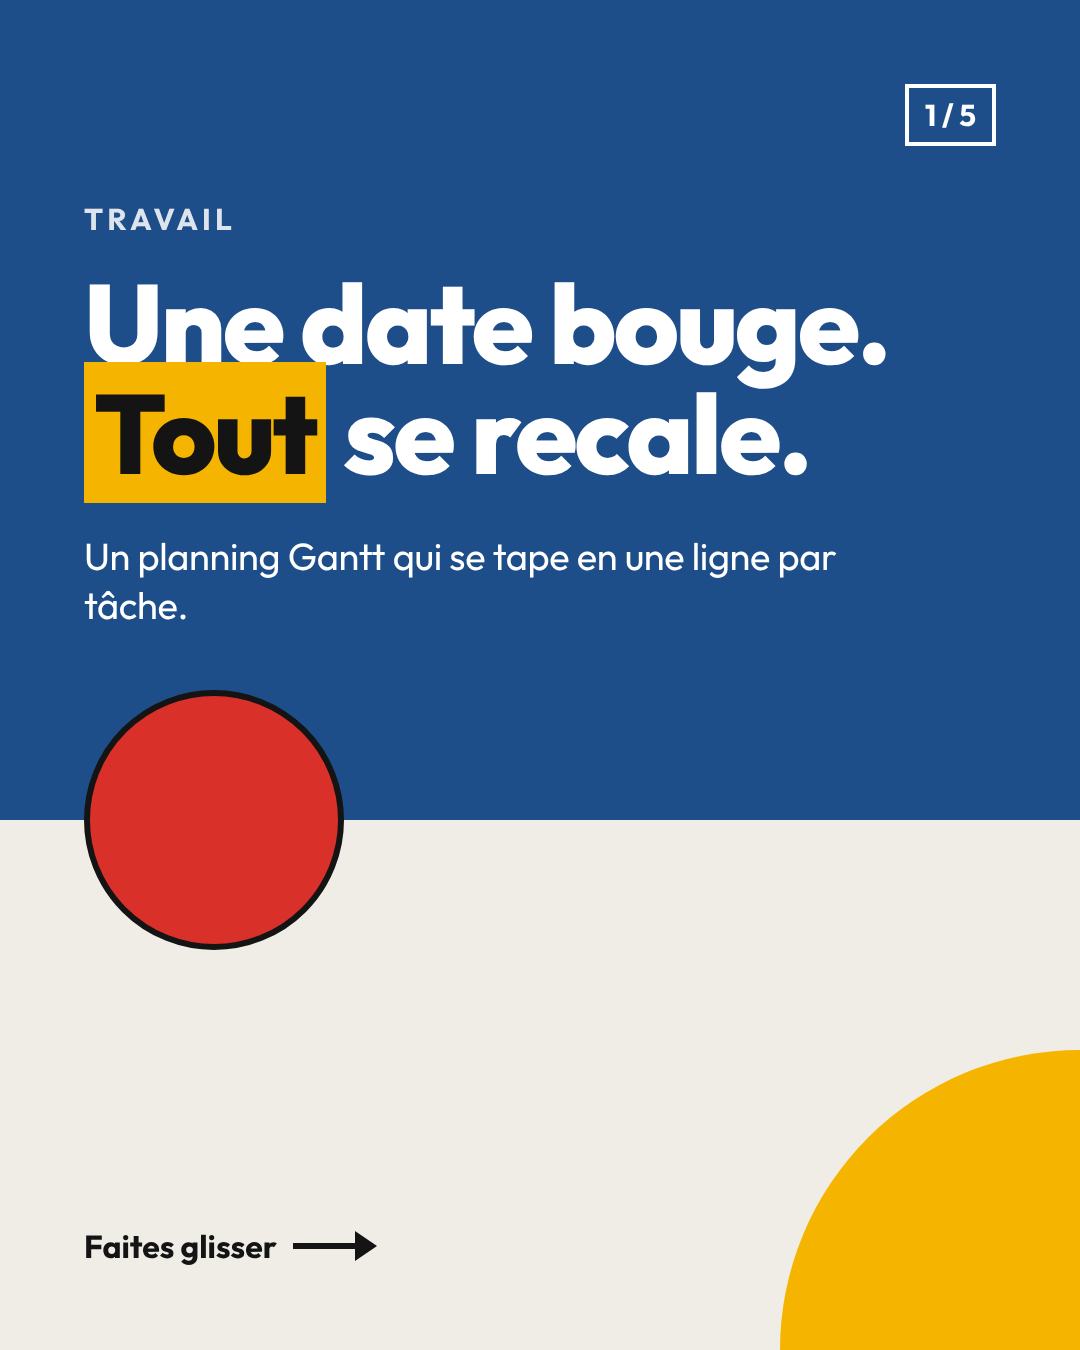 1 / 5
TRAVAIL
Une date bouge.
Tout se recale.
Un planning Gantt qui se tape en une ligne par
tâche.
Faites glisser